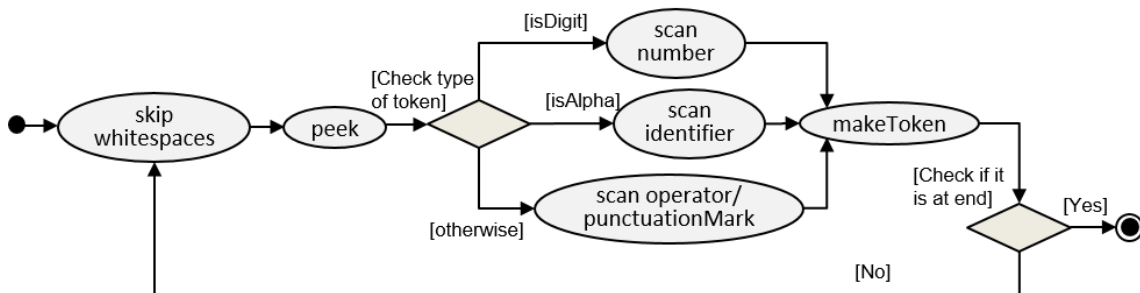 [isDigit]
scan
number
[Check type
of token]
skip
whitespaces
peek
[isAlpha]
scan
identifier
makeToken
[otherwise]
scan operator/
punctuationMark
[Check if it
is at end]
[Yes]
[No]